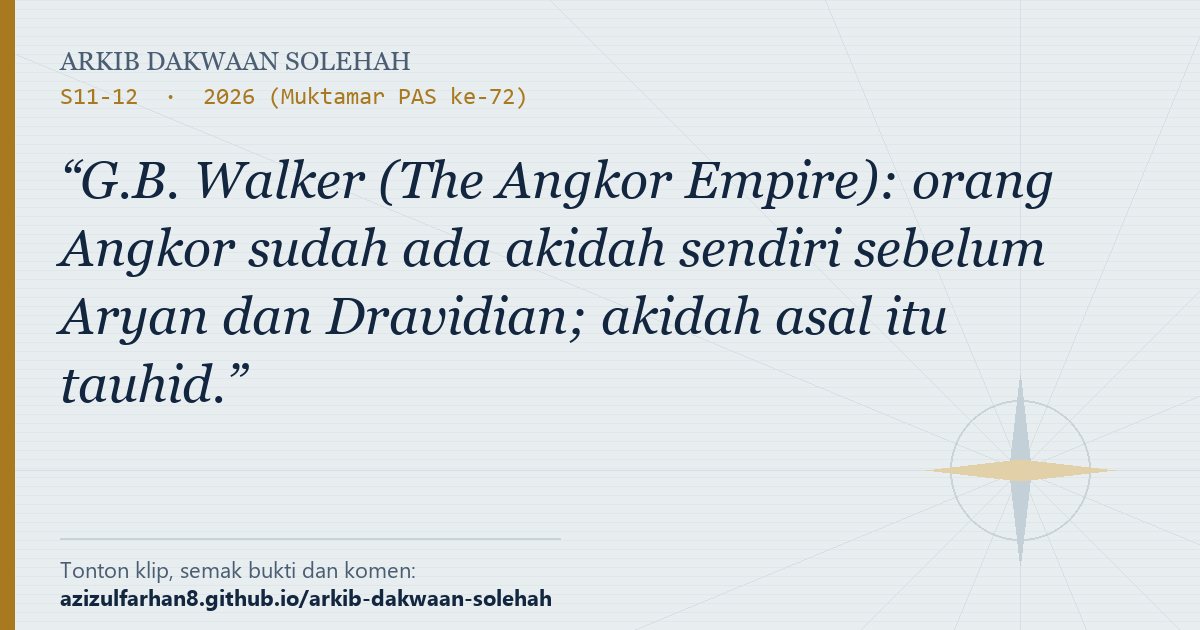 ARKIB DAKWAAN SOLEHAH
S11-12 · 2026 (Muktamar PAS ke-72)
“G.B. Walker (The Angkor Empire): orang
Angkor sudah ada akidah sendiri sebelum
Aryan dan Dravidian; akidah asal itu
tauhid.”
Tonton klip, semak bukti dan komen:
azizulfarhan8.github.io/arkib-dakwaan-solehah